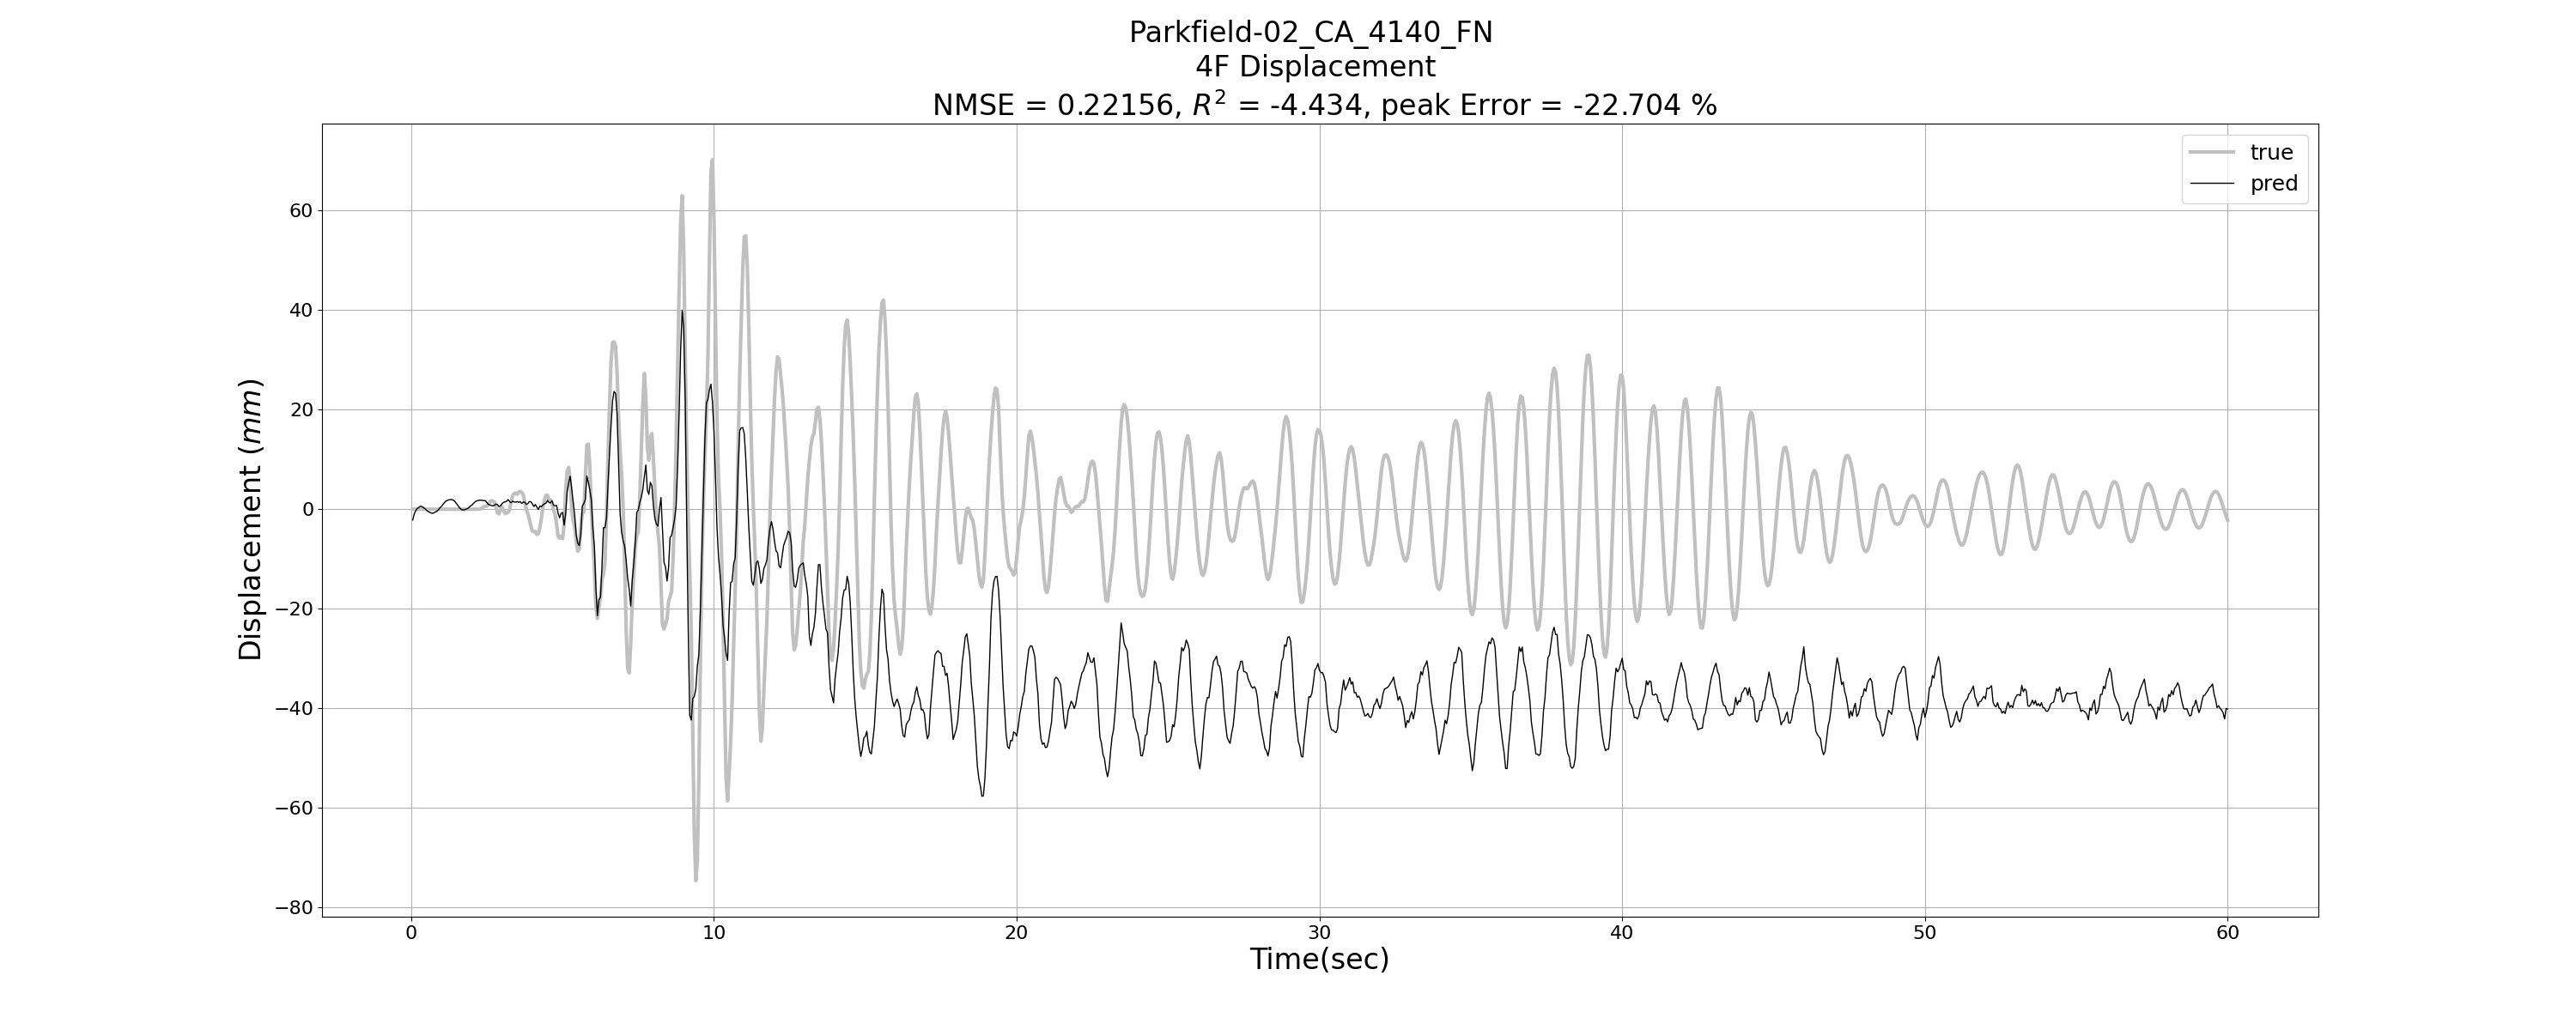 Parkfield-02_CA_4140_FN
4F Displacement
NMSE = 0.22156, R² = -4.434, peak Error = -22.704 %
true
pred
60
40
20
0
−20
−40
−60
−80
Displacement (mm)
0 10 20 30 40 50 60
Time(sec)